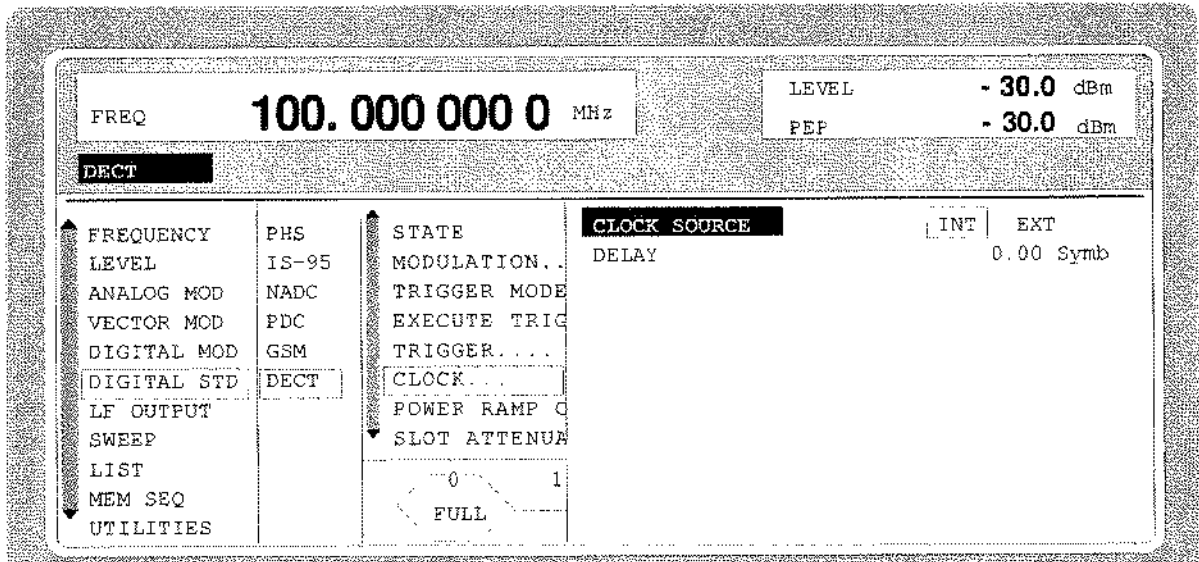 FREQ 100. 000 000 0 MHz
LEVEL - 30.0 dBm
PEP - 30.0 dBm
DECT
FREQUENCY
LEVEL
ANALOG MOD
VECTOR MOD
DIGITAL MOD
DIGITAL STD
LF OUTPUT
SWEEP
LIST
MEM SEQ
UTILITIES
PHS
IS-95
NADC
PDC
GSM
DECT
STATE
MODULATION..
TRIGGER MODE
EXECUTE TRIG
TRIGGER....
CLOCK...
POWER RAMP C
SLOT ATTENUA
0 1
FULL
CLOCK SOURCE INT EXT
DELAY 0.00 Symb